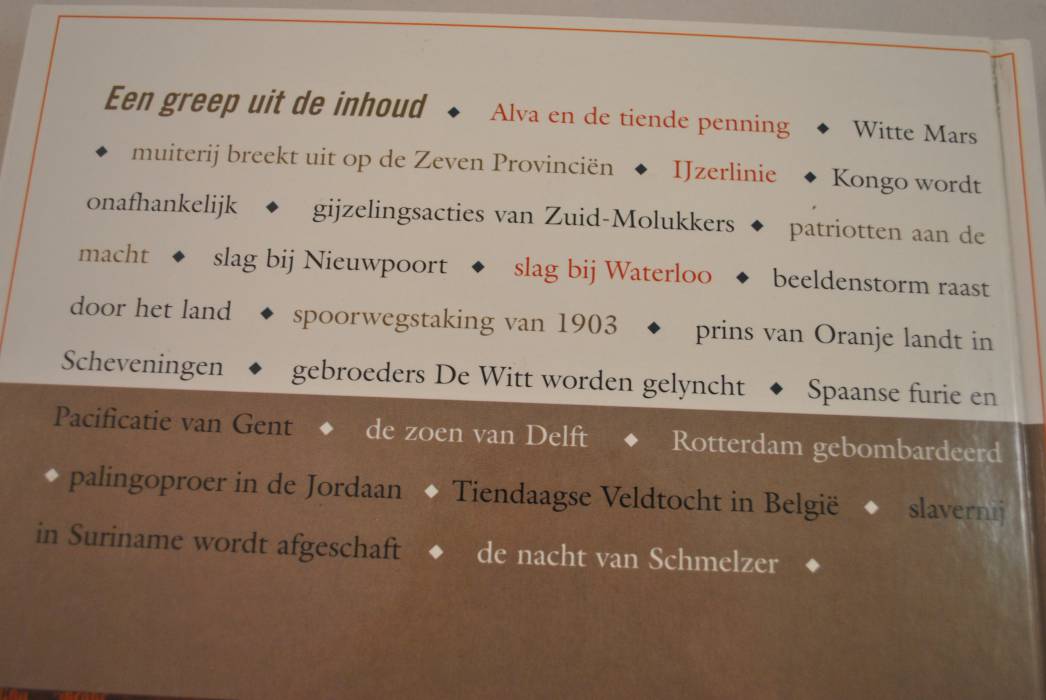 Een greep uit de inhoud ◆ Alva en de tiende penning ◆ Witte Mars
◆ muiterij breekt uit op de Zeven Provinciën ◆ IJzerlinie ◆ Kongo wordt
onafhankelijk ◆ gijzelingsacties van Zuid-Molukkers ◆ patriotten aan de
macht ◆ slag bij Nieuwpoort ◆ slag bij Waterloo ◆ beeldenstorm raast
door het land ◆ spoorwegstaking van 1903 ◆ prins van Oranje landt in
Scheveningen ◆ gebroeders De Witt worden gelyncht ◆ Spaanse furie en
Pacificatie van Gent ◆ de zoen van Delft ◆ Rotterdam gebombardeerd
◆ palingoproer in de Jordaan ◆ Tiendaagse Veldtocht in België ◆ slavernij
in Suriname wordt afgeschaft ◆ de nacht van Schmelzer ◆